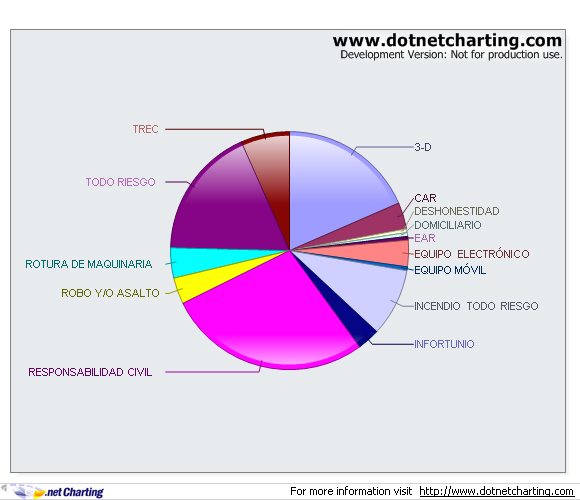 www.dotnetcharting.com
Development Version: Not for production use.
TREC
3-D
TODO RIESGO
CAR
DESHONESTIDAD
DOMICILIARIO
EAR
EQUIPO ELECTRÓNICO
ROTURA DE MAQUINARIA
EQUIPO MÓVIL
ROBO Y/O ASALTO
INCENDIO TODO RIESGO
INFORTUNIO
RESPONSABILIDAD CIVIL
.net Charting
For more information visit http://www.dotnetcharting.com